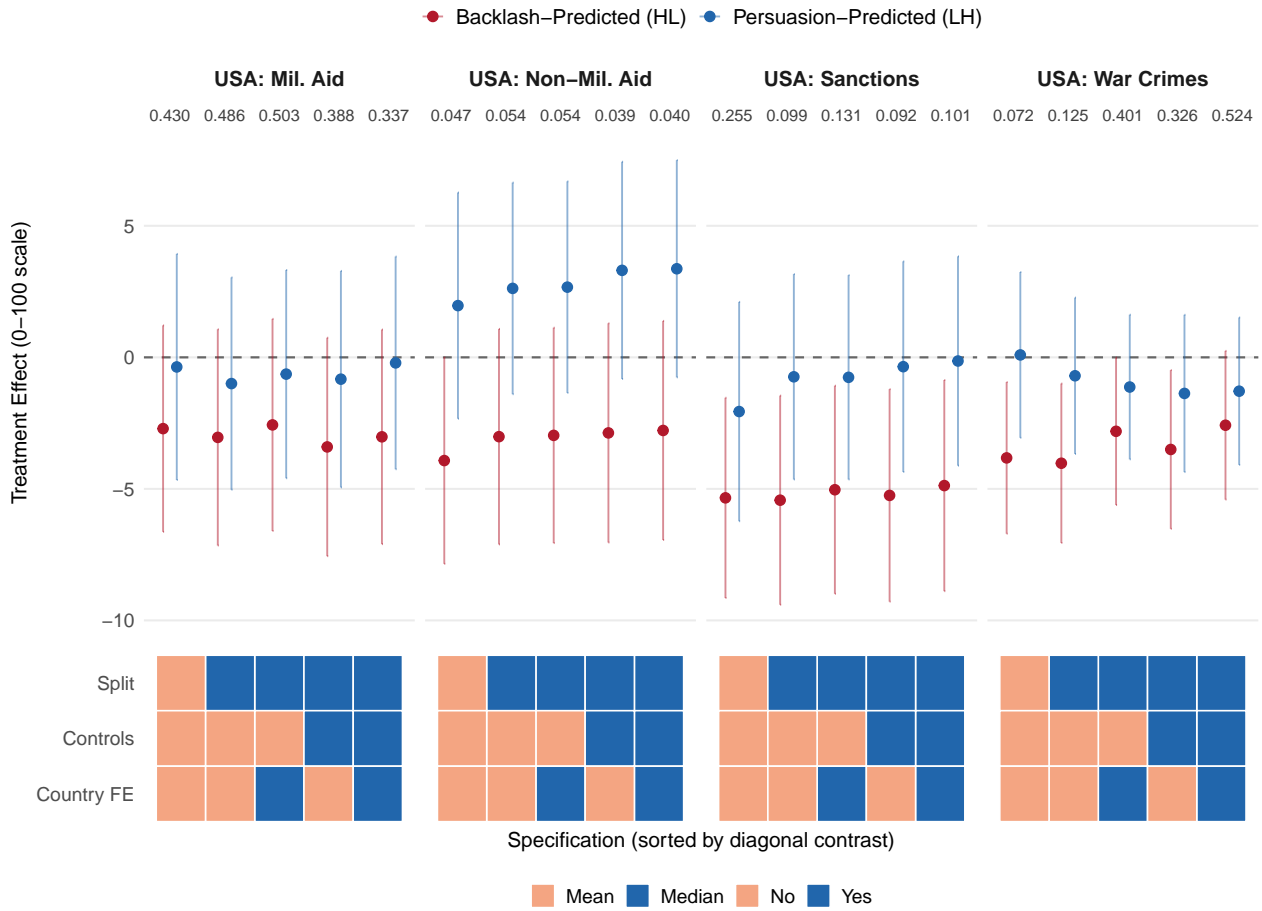 Backlash−Predicted (HL) Persuasion−Predicted (LH)
USA: Mil. Aid USA: Non−Mil. Aid USA: Sanctions USA: War Crimes
0.430 0.486 0.503 0.388 0.337 0.047 0.054 0.054 0.039 0.040 0.255 0.099 0.131 0.092 0.101 0.072 0.125 0.401 0.326 0.524
Treatment Effect (0−100 scale)
5
0
−5
−10
Split
Controls
Country FE
Specification (sorted by diagonal contrast)
Mean Median No Yes